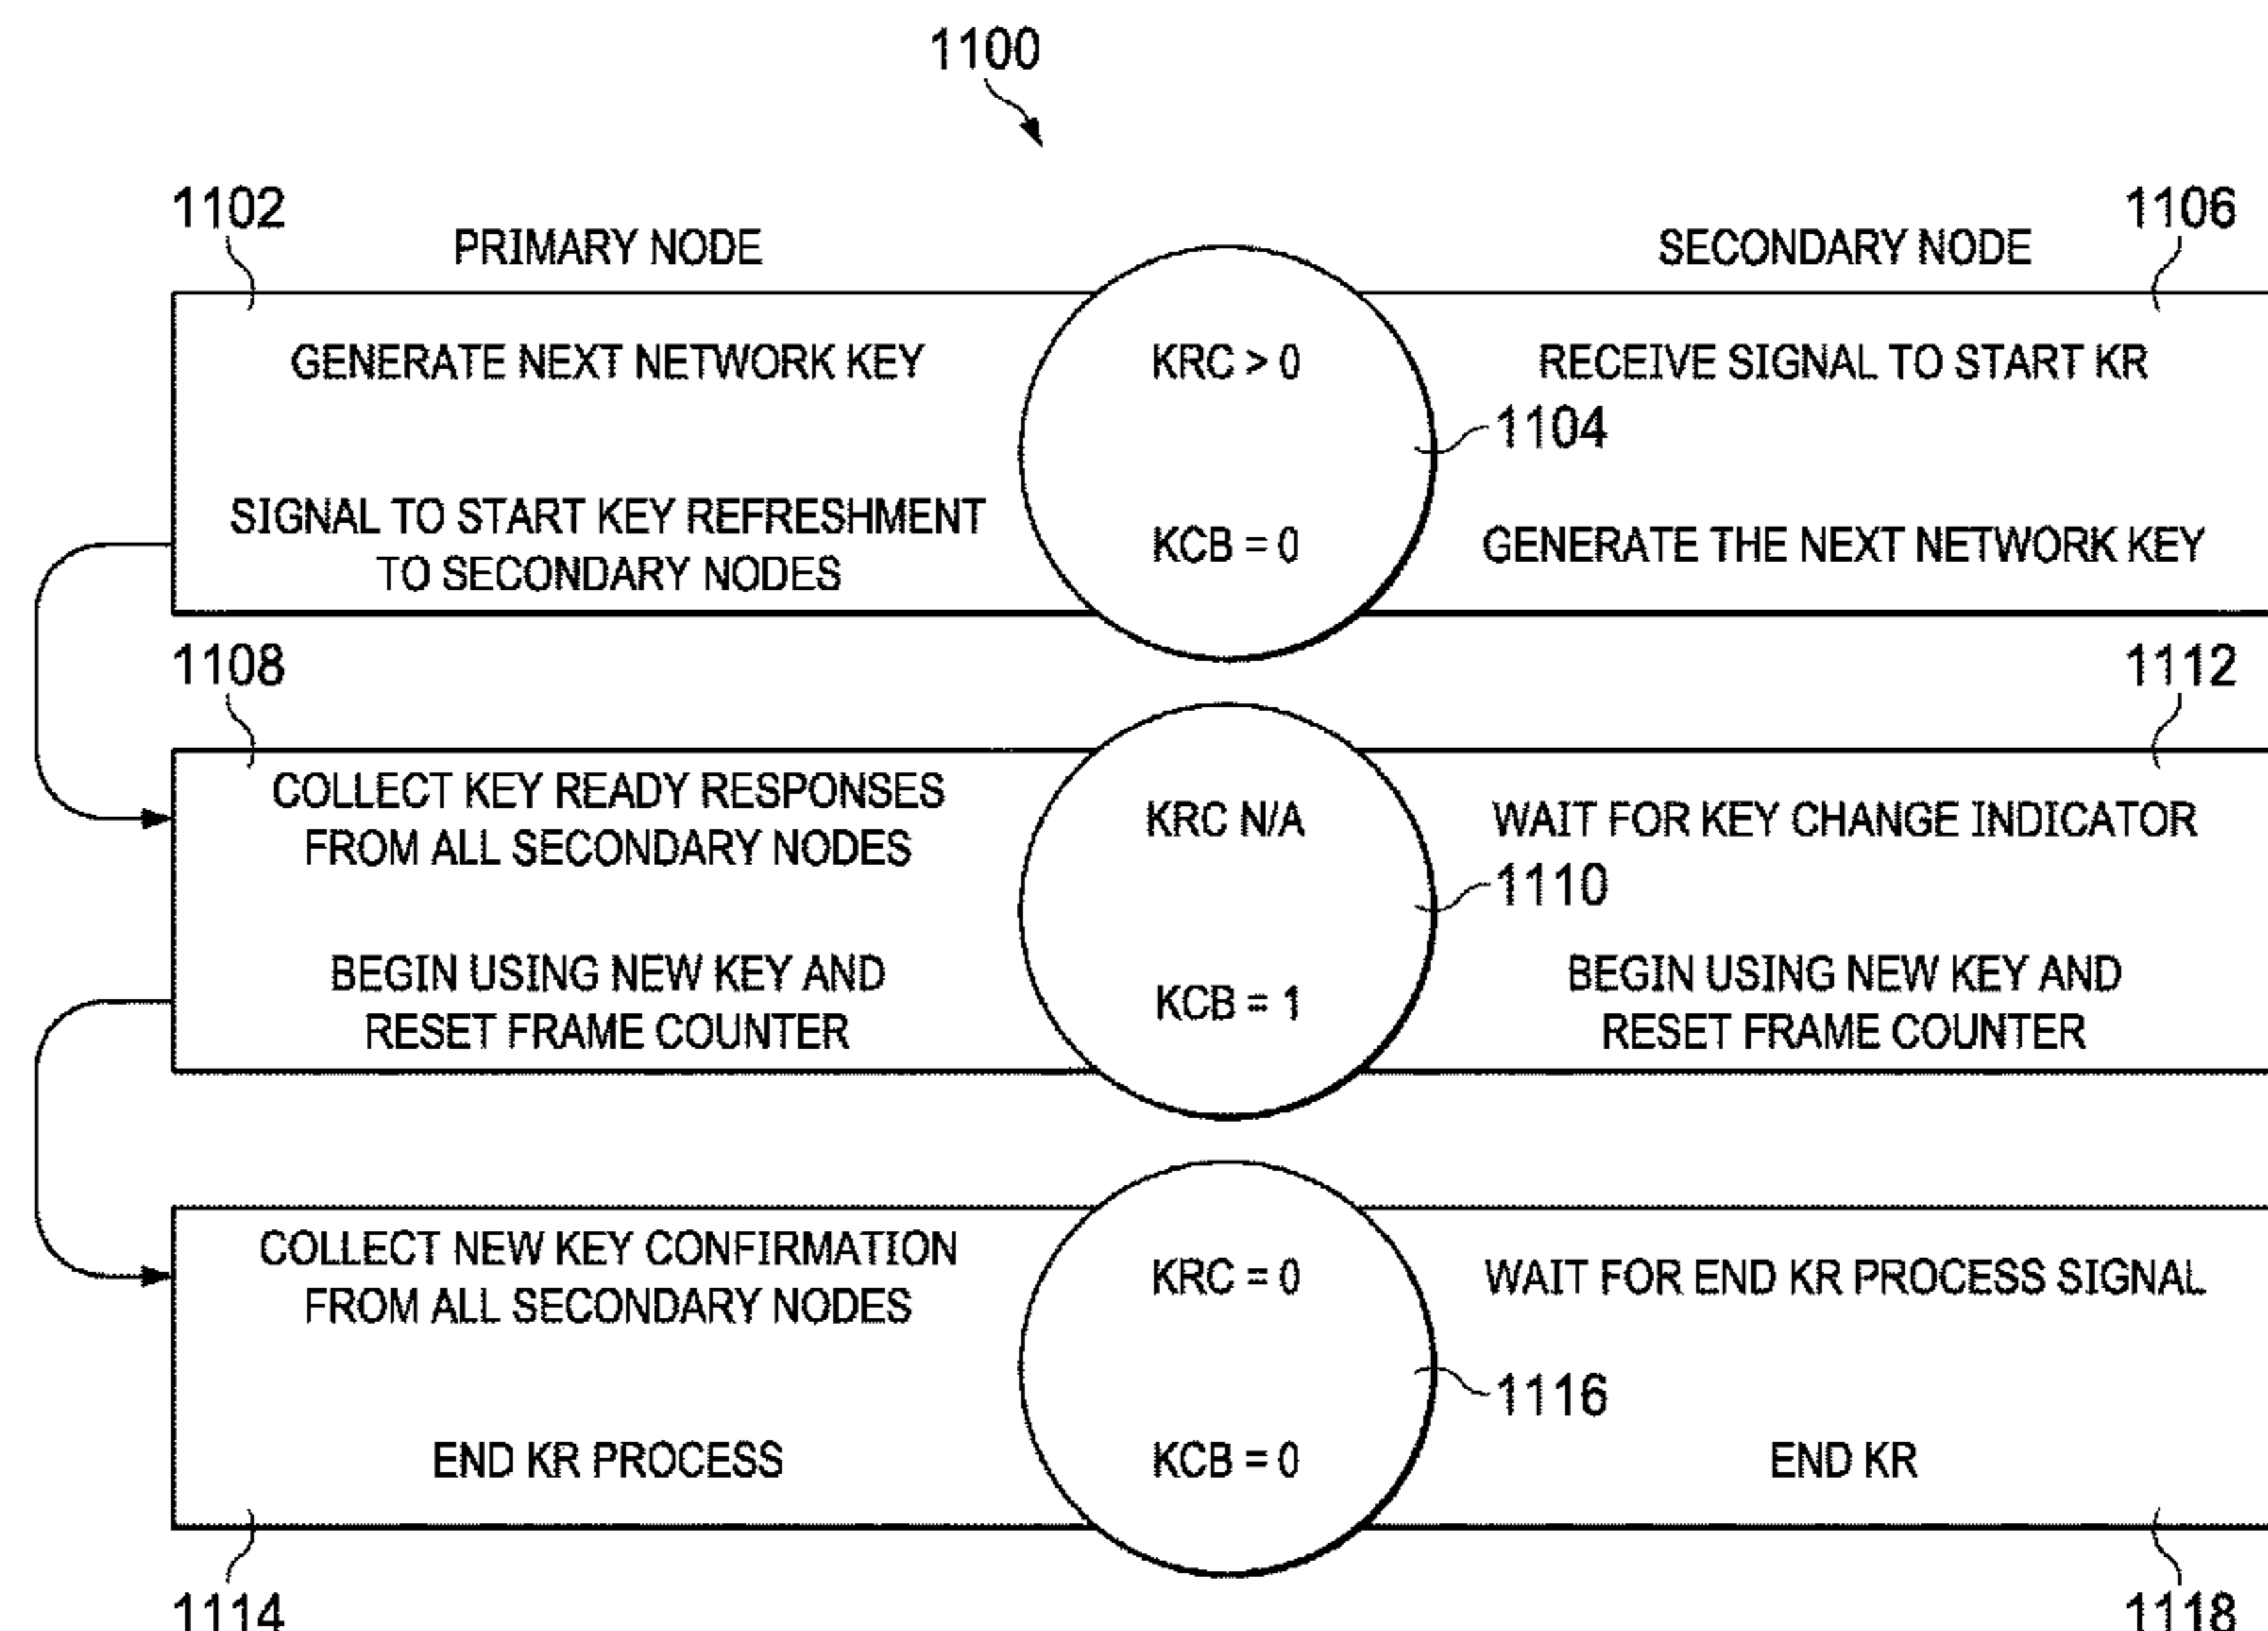 1100
1102
PRIMARY NODE
SECONDARY NODE
1106
GENERATE NEXT NETWORK KEY
KRC > 0
RECEIVE SIGNAL TO START KR
1104
SIGNAL TO START KEY REFRESHMENT
TO SECONDARY NODES
KCB = 0
GENERATE THE NEXT NETWORK KEY
1108
1112
COLLECT KEY READY RESPONSES
FROM ALL SECONDARY NODES
KRC N/A
WAIT FOR KEY CHANGE INDICATOR
1110
BEGIN USING NEW KEY AND
RESET FRAME COUNTER
KCB = 1
BEGIN USING NEW KEY AND
RESET FRAME COUNTER
COLLECT NEW KEY CONFIRMATION
FROM ALL SECONDARY NODES
KRC = 0
WAIT FOR END KR PROCESS SIGNAL
1116
END KR PROCESS
KCB = 0
END KR
1114
1118